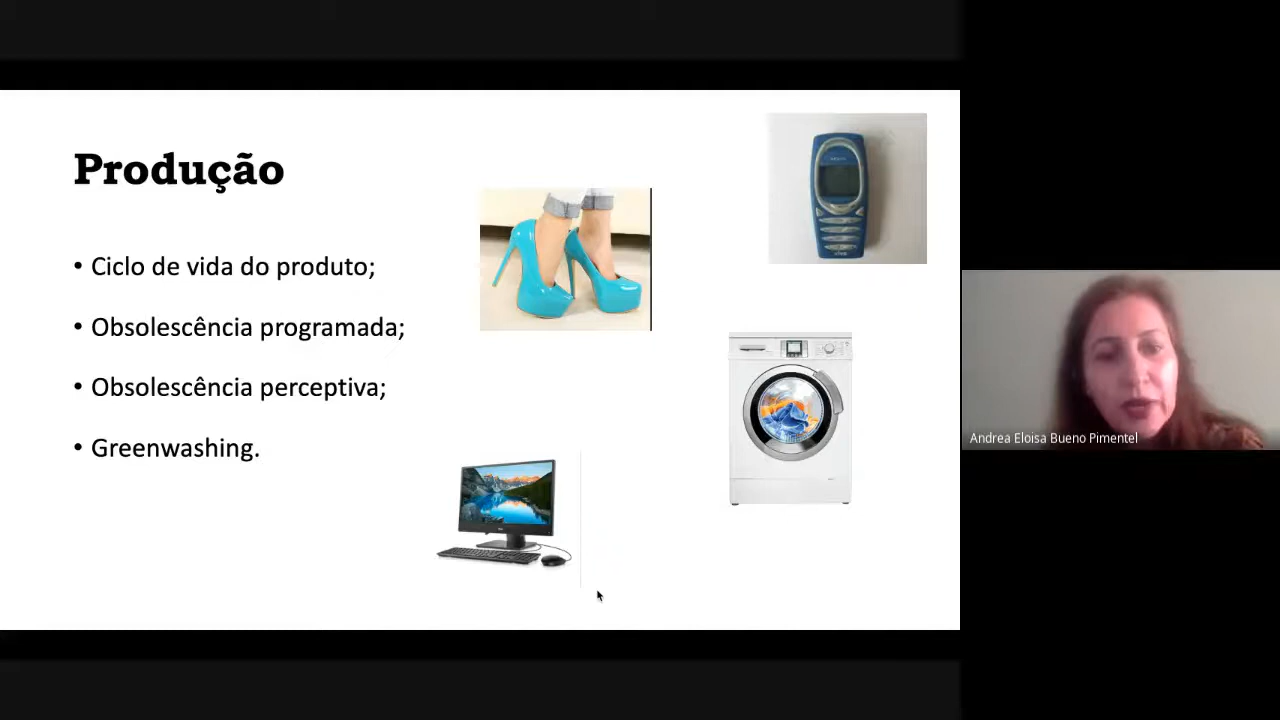 Produção
• Ciclo de vida do produto;
• Obsolescência programada;
• Obsolescência perceptiva;
• Greenwashing.
Andrea Eloisa Bueno Pimentel